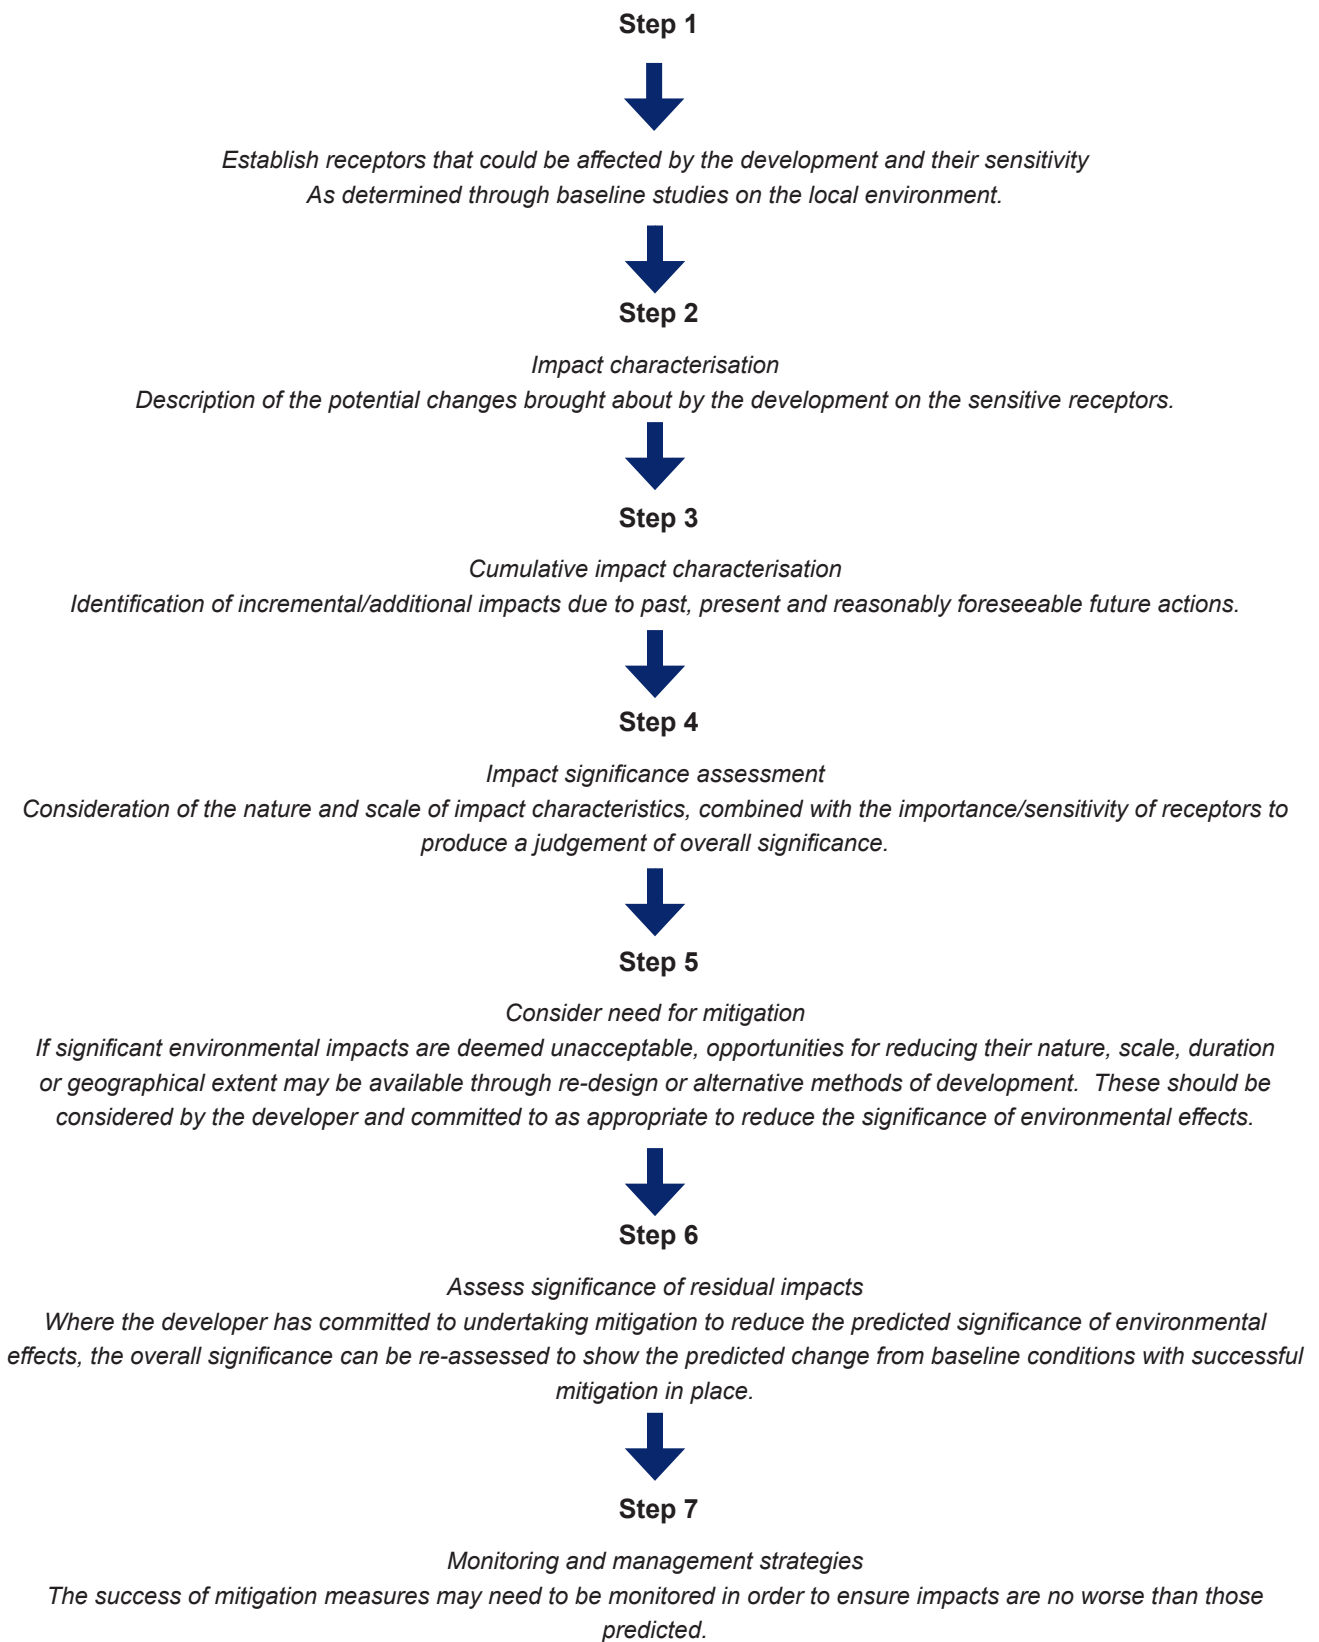 Step 1
Establish receptors that could be affected by the development and their sensitivity
As determined through baseline studies on the local environment.
Step 2
Impact characterisation
Description of the potential changes brought about by the development on the sensitive receptors.
Step 3
Cumulative impact characterisation
Identification of incremental/additional impacts due to past, present and reasonably foreseeable future actions.
Step 4
Impact significance assessment
Consideration of the nature and scale of impact characteristics, combined with the importance/sensitivity of receptors to
produce a judgement of overall significance.
Step 5
Consider need for mitigation
If significant environmental impacts are deemed unacceptable, opportunities for reducing their nature, scale, duration
or geographical extent may be available through re-design or alternative methods of development.  These should be
considered by the developer and committed to as appropriate to reduce the significance of environmental effects.
Step 6
Assess significance of residual impacts
Where the developer has committed to undertaking mitigation to reduce the predicted significance of environmental
effects, the overall significance can be re-assessed to show the predicted change from baseline conditions with successful
mitigation in place.
Step 7
Monitoring and management strategies
The success of mitigation measures may need to be monitored in order to ensure impacts are no worse than those
predicted.